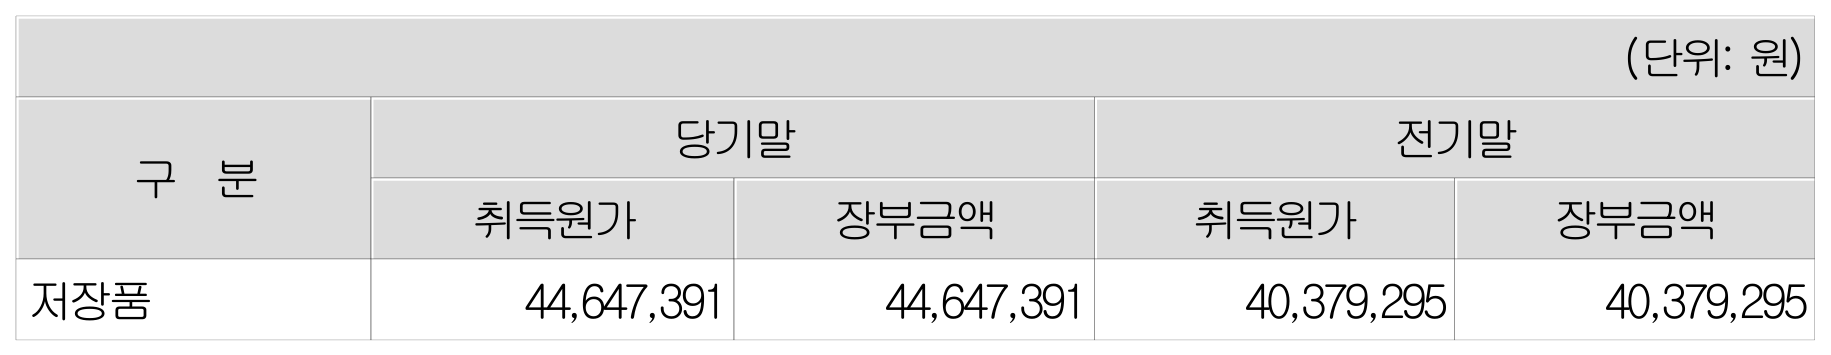 (단위: 원)
구 분 당기말 전기말
취득원가 장부금액 취득원가 장부금액
저장품 44,647,391 44,647,391 40,379,295 40,379,295